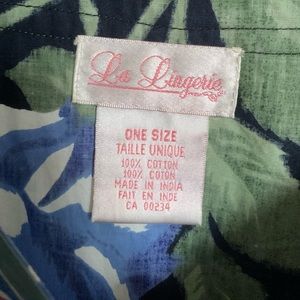 La Lingerie
ONE SIZE
TAILLE UNIQUE
100% COTTON
100% COTON
MADE IN INDIA
FAIT EN INDE
CA 00234